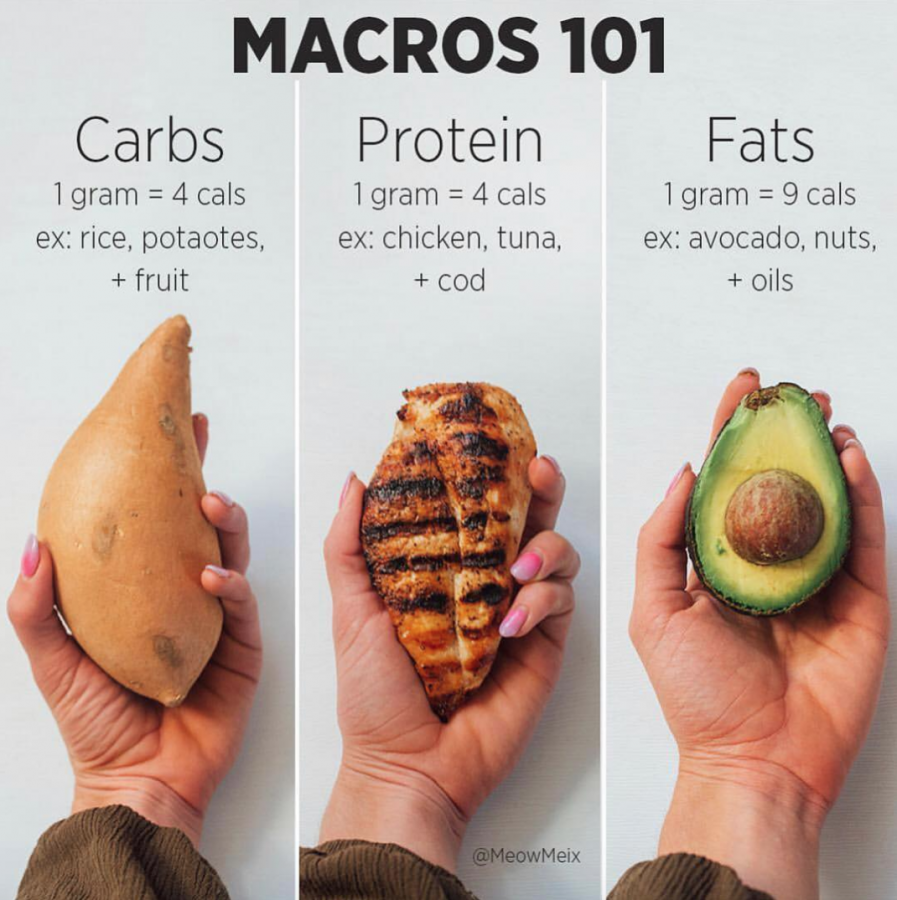 MACROS 101
Carbs
1 gram = 4 cals
ex: rice, potaotes,
+ fruit
Protein
1 gram = 4 cals
ex: chicken, tuna,
+ cod
Fats
1 gram = 9 cals
ex: avocado, nuts,
+ oils
@MeowMeix